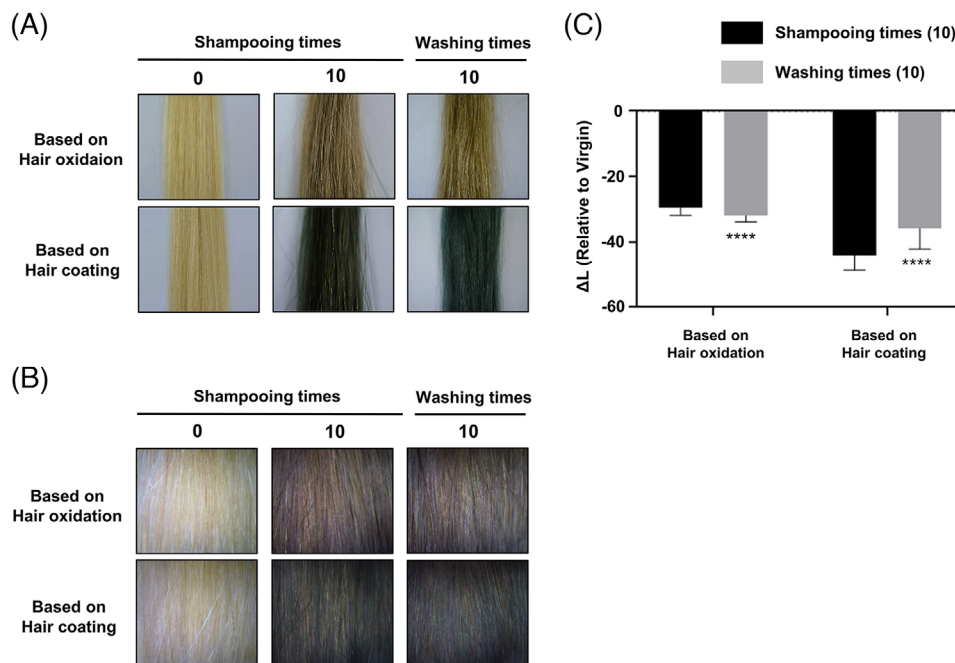 (A)
Shampooing times
Washing times
0
10
10
Based on
Hair oxidaion
Based on
Hair coating
(B)
Shampooing times
Washing times
0
10
10
Based on
Hair oxidation
Based on
Hair coating
(C)
Shampooing times (10)
Washing times (10)
ΔL (Relative to Virgin)
0
-20
-40
-60
****
****
Based on
Hair oxidation
Based on
Hair coating